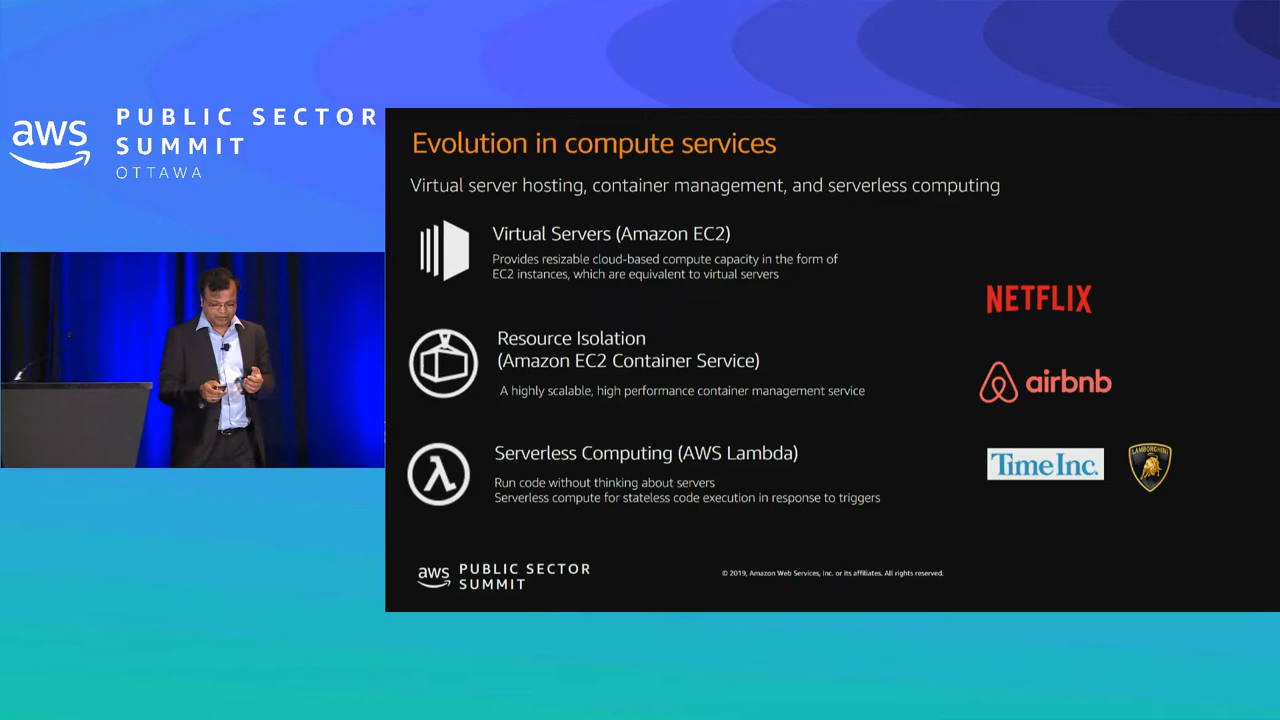 aws
PUBLIC SECTOR
SUMMIT
OTTAWA
Evolution in compute services
Virtual server hosting, container management, and serverless computing
Virtual Servers (Amazon EC2)
Provides resizable cloud-based compute capacity in the form of
EC2 instances, which are equivalent to virtual servers
NETFLIX
Resource Isolation
(Amazon EC2 Container Service)
A highly scalable, high performance container management service
airbnb
Serverless Computing (AWS Lambda)
Run code without thinking about servers
Serverless compute for stateless code execution in response to triggers
Time Inc.
LAMBORGHINI
aws
PUBLIC SECTOR
SUMMIT
© 2019, Amazon Web Services, Inc. or its affiliates. All rights reserved.